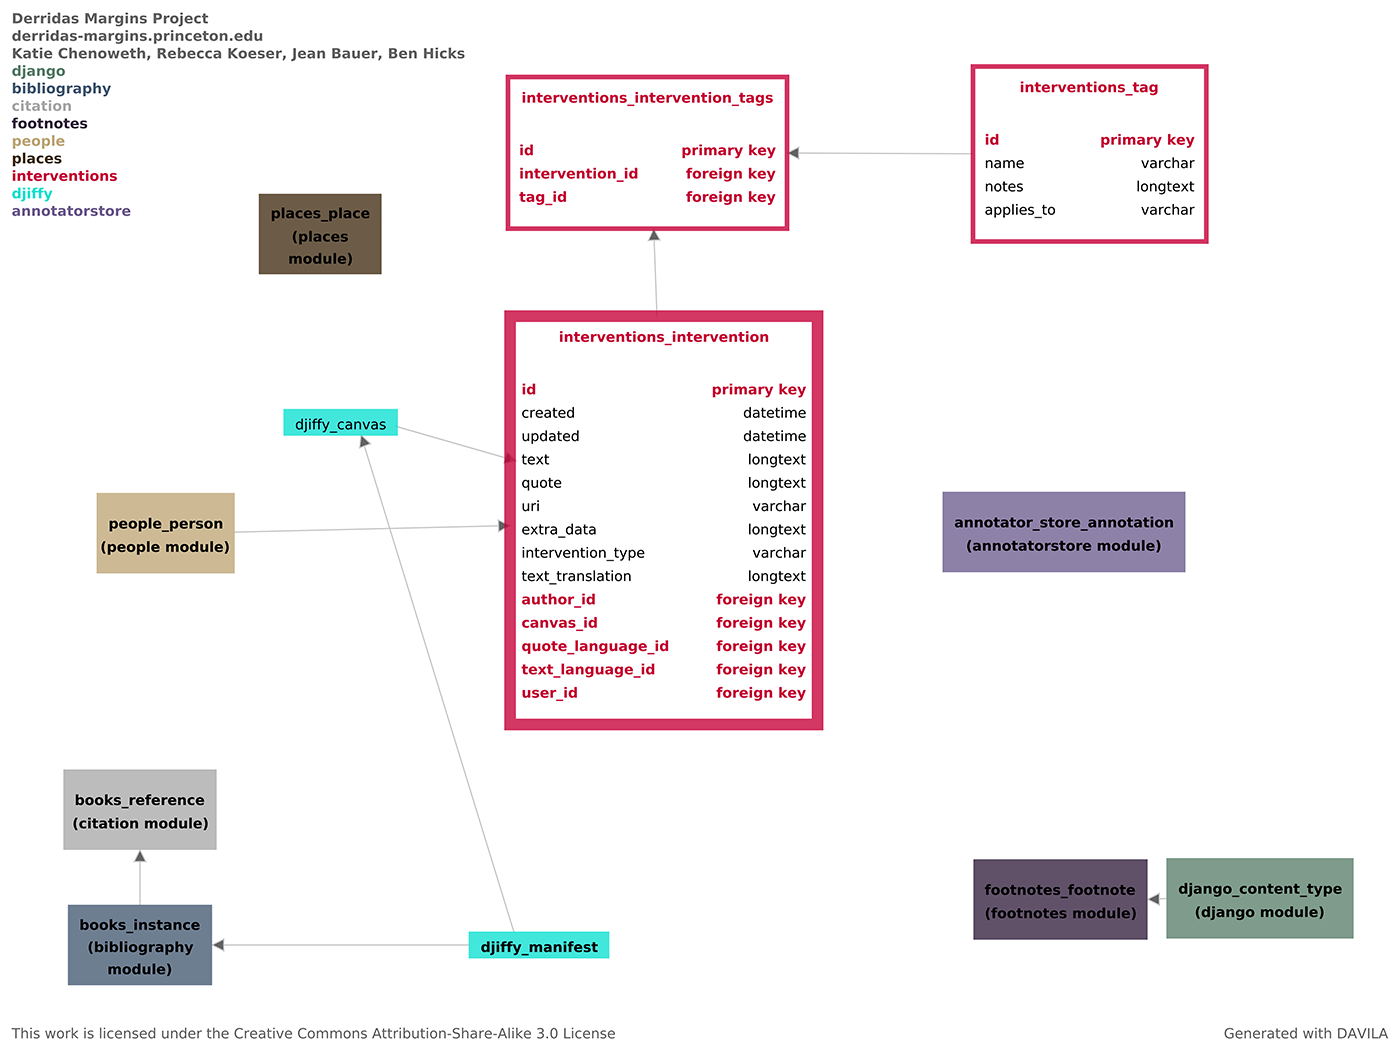 Derridas Margins Project
derridas-margins.princeton.edu
Katie Chenoweth, Rebecca Koeser, Jean Bauer, Ben Hicks
django
bibliography
citation
footnotes
people
places
interventions
djiffy
annotatorstore
interventions_intervention_tags
id primary key
intervention_id foreign key
tag_id foreign key
interventions_tag
id primary key
name varchar
notes longtext
applies_to varchar
places_place
(places
module)
interventions_intervention
id primary key
created datetime
updated datetime
text longtext
quote longtext
uri varchar
extra_data longtext
intervention_type varchar
text_translation longtext
author_id foreign key
canvas_id foreign key
quote_language_id foreign key
text_language_id foreign key
user_id foreign key
djiffy_canvas
people_person
(people module)
annotator_store_annotation
(annotatorstore module)
books_reference
(citation module)
books_instance
(bibliography
module)
djiffy_manifest
footnotes_footnote
(footnotes module)
django_content_type
(django module)
This work is licensed under the Creative Commons Attribution-Share-Alike 3.0 License
Generated with DAVILA